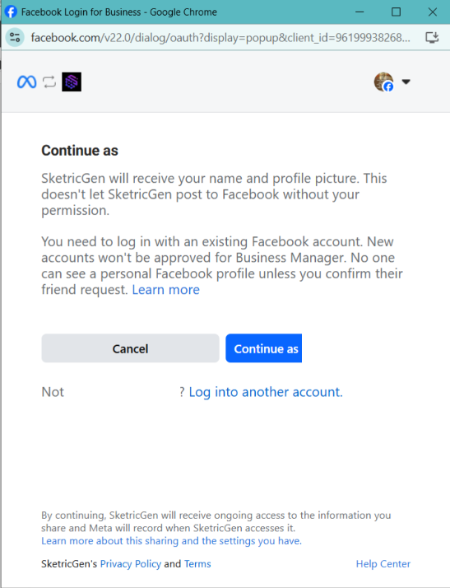 Facebook Login for Business - Google Chrome
facebook.com/v22.0/dialog/oauth?display=popup&client_id=96199938268...
Continue as
SketricGen will receive your name and profile picture. This
doesn't let SketricGen post to Facebook without your
permission.
You need to log in with an existing Facebook account. New
accounts won't be approved for Business Manager. No one
can see a personal Facebook profile unless you confirm their
friend request. Learn more
Cancel
Continue as
Not ? Log into another account.
By continuing, SketricGen will receive ongoing access to the information you
share and Meta will record when SketricGen accesses it.
Learn more about this sharing and the settings you have.
SketricGen's Privacy Policy and Terms
Help Center